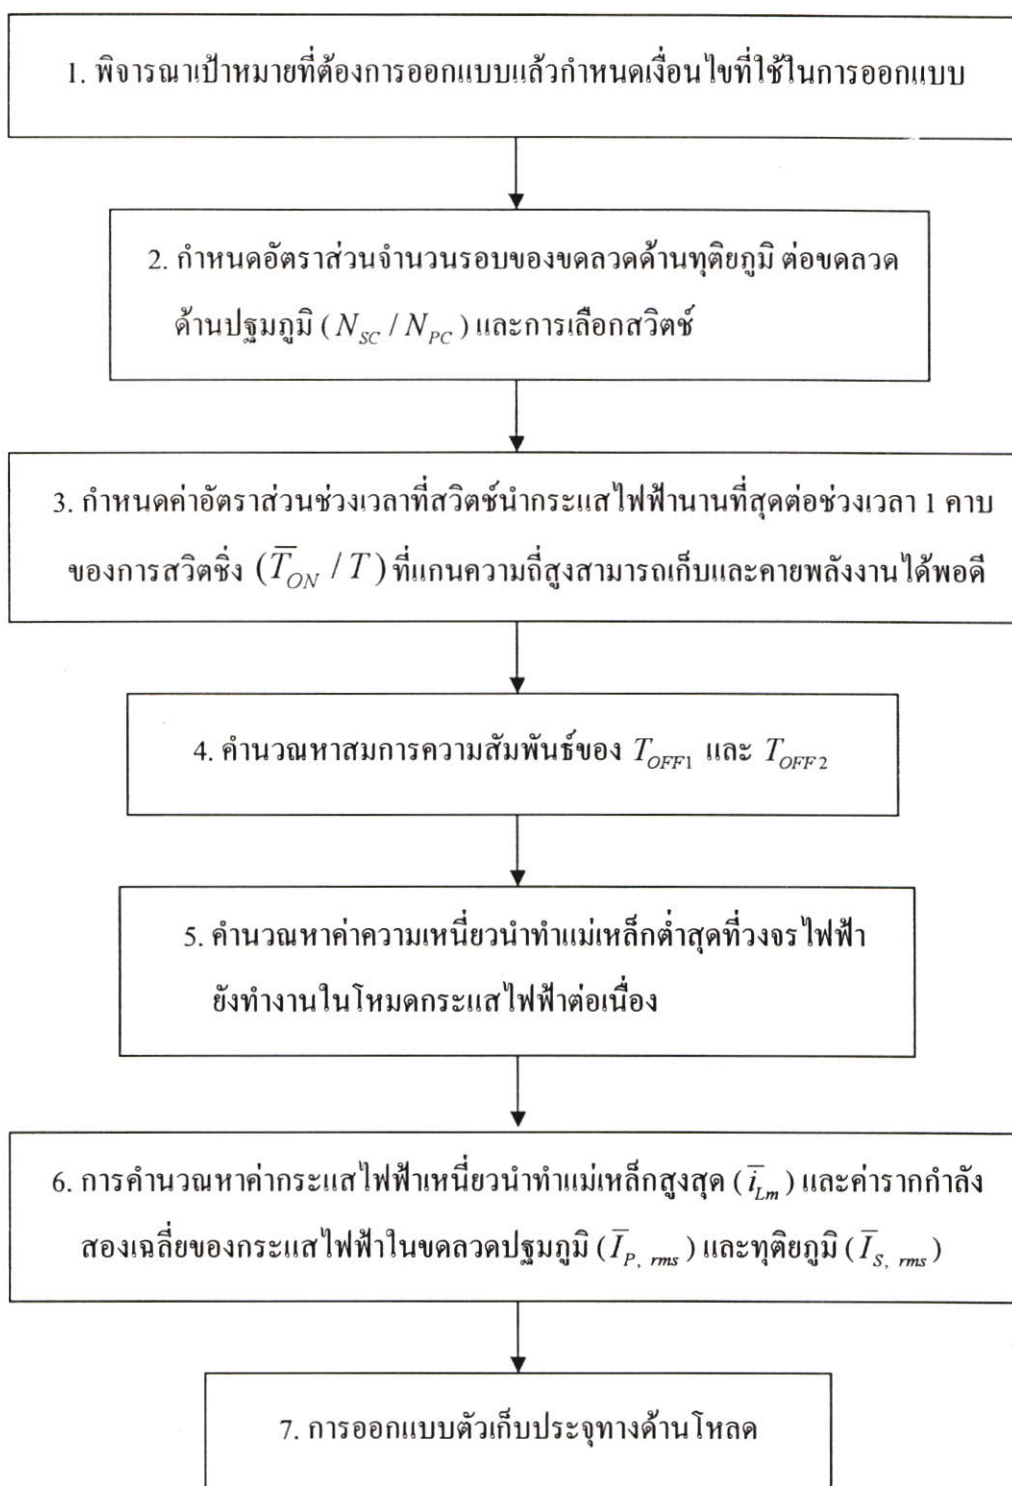 1. พิจารณาเป้าหมายที่ต้องการออกแบบแล้วกำหนดเงื่อนไขที่ใช้ในการออกแบบ
2. กำหนดอัตราส่วนจำนวนรอบของขดลวดด้านทุติยภูมิ ต่อขดลวด
ด้านปฐมภูมิ ( N_{SC} / N_{PC} ) และการเลือกสวิตช์
3. กำหนดค่าอัตราส่วนช่วงเวลาที่สวิตช์นำกระแสไฟฟ้านานที่สุดต่อช่วงเวลา 1 คาบ
ของการสวิตชิ่ง ( \overline{T}_{ON} / T ) ที่แกนความถี่สูงสามารถเก็บและคายพลังงานได้พอดี
4. คำนวณหาสมการความสัมพันธ์ของ T_{OFF1} และ T_{OFF2}
5. คำนวณหาค่าความเหนี่ยวนำทำแม่เหล็กต่ำสุดที่วงจรไฟฟ้า
ยังทำงานในโหมดกระแสไฟฟ้าต่อเนื่อง
6. การคำนวณหาค่ากระแสไฟฟ้าเหนี่ยวนำทำแม่เหล็กสูงสุด ( \overline{i}_{Lm} ) และค่ารากกำลัง
สองเฉลี่ยของกระแสไฟฟ้าในขดลวดปฐมภูมิ ( \overline{I}_{P, rms} ) และทุติยภูมิ ( \overline{I}_{S, rms} )
7. การออกแบบตัวเก็บประจุทางด้านโหลด